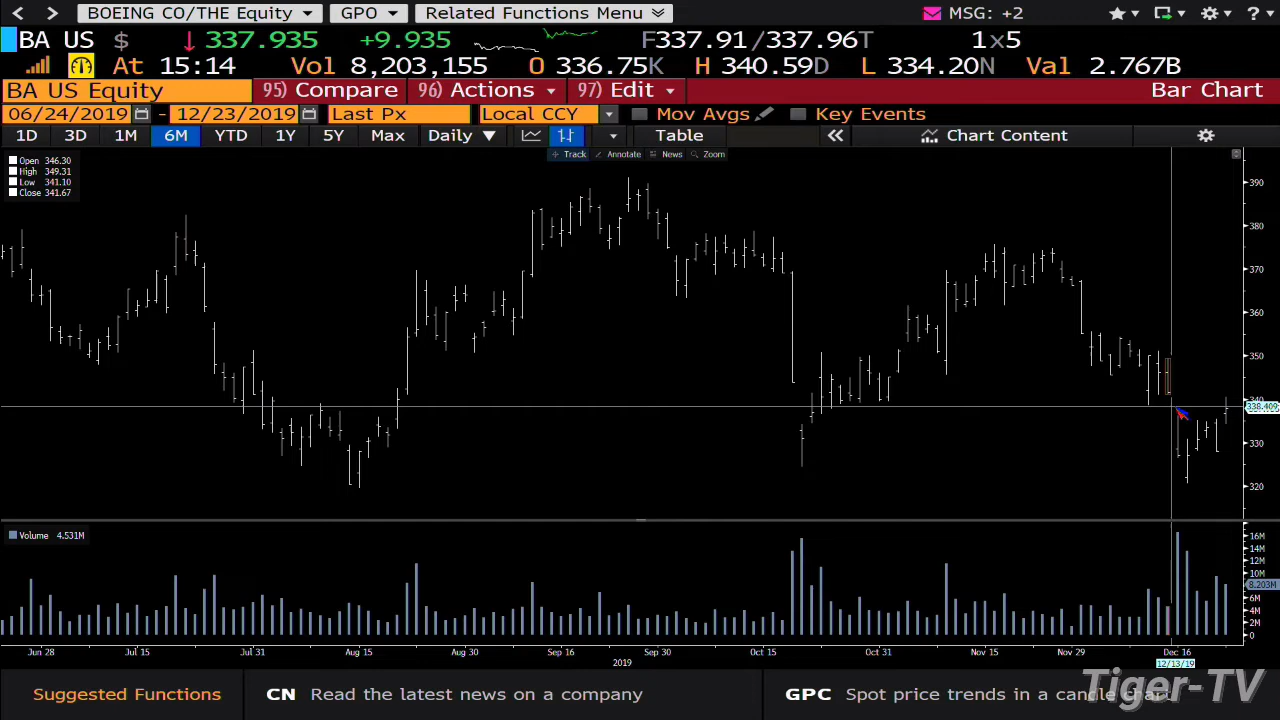 BOEING CO/THE Equity GPO Related Functions Menu MSG: +2
BA US $ 337.935 +9.935 F337.91/337.96T 1x5
At 15:14 Vol 8,203,155 O 336.75K H 340.59D L 334.20N Val 2.767B
BA US Equity 95) Compare 96) Actions 97) Edit Bar Chart
06/24/2019 - 12/23/2019 Last Px Local CCY Mov Avgs Key Events
1D 3D 1M 6M YTD 1Y 5Y Max Daily Table Chart Content
Track Annotate News Zoom
Open 346.30
High 349.31
Low 341.10
Close 341.67
390
380
370
360
350
340
338.409
330
320
Volume 4.531M
16M
14M
12M
10M
8.203M
6M
4M
2M
0
Jun 28 Jul 15 Jul 31 Aug 15 Aug 30 Sep 16 Sep 30 Oct 15 Oct 31 Nov 15 Nov 29 Dec 16
2019 12/13/19
Suggested Functions CN Read the latest news on a company GPC Spot price trends in a candle chart
Tiger-TV